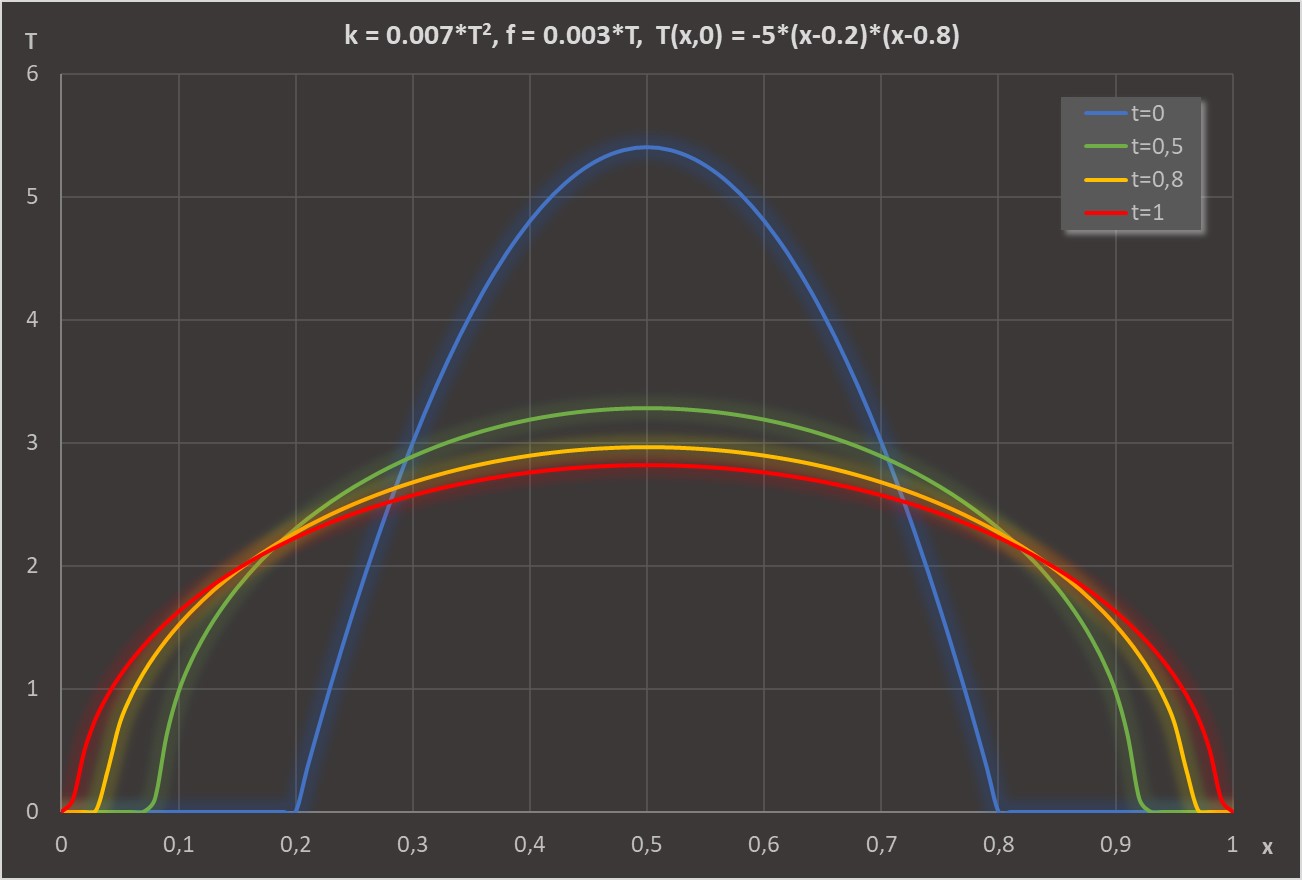 k = 0.007*T², f = 0.003*T, T(x,0) = -5*(x-0.2)*(x-0.8)
T
6
5
4
3
2
1
0
t=0
t=0,5
t=0,8
t=1
0 0,1 0,2 0,3 0,4 0,5 0,6 0,7 0,8 0,9 1 x